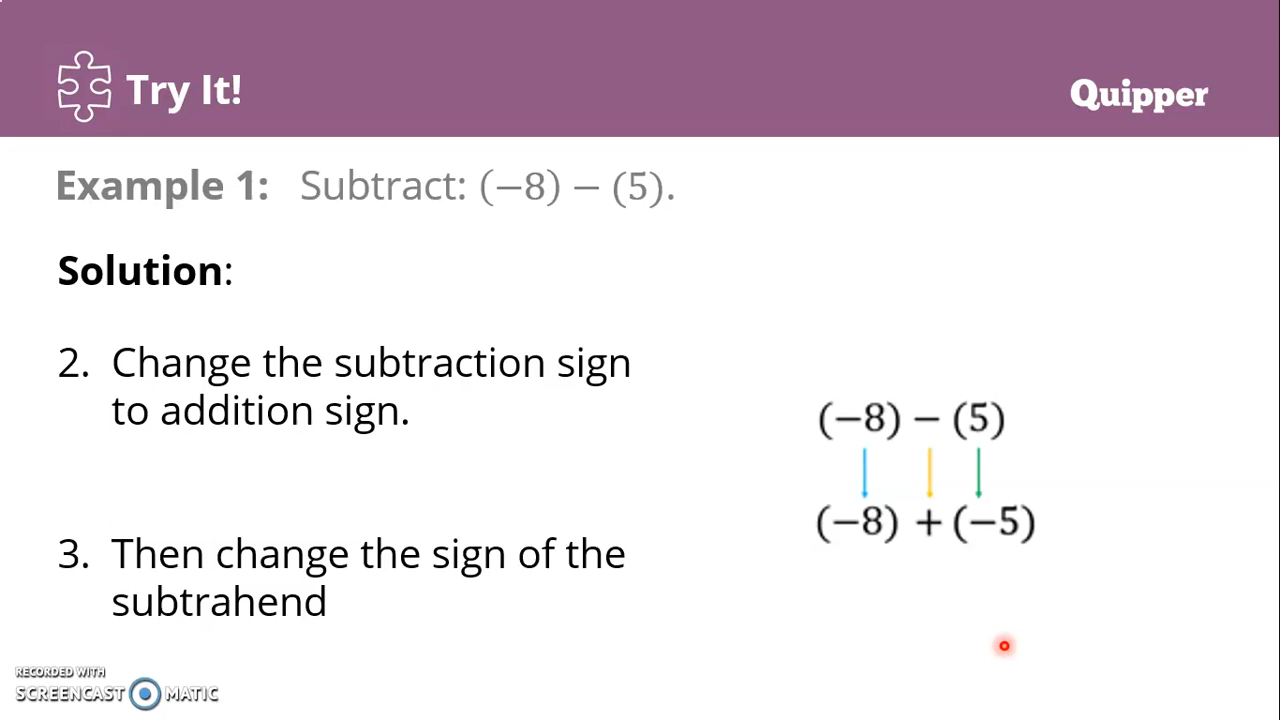 Try It!
Quipper
Example 1: Subtract: (−8) − (5).
Solution:
2. Change the subtraction sign
to addition sign.
(−8) − (5)
(−8) + (−5)
3. Then change the sign of the
subtrahend
RECORDED WITH
SCREENCAST MATIC